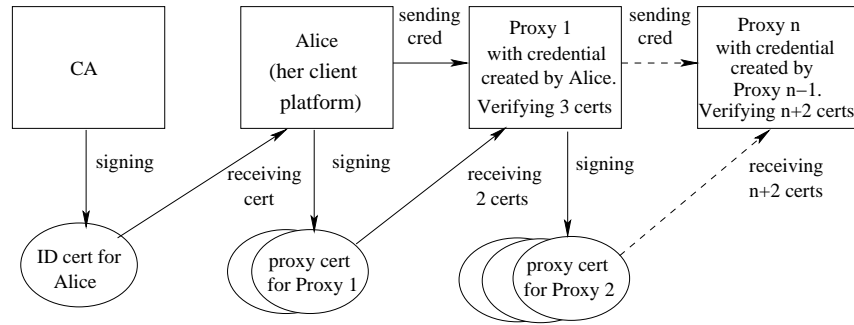 CA
signing
ID cert for
Alice
Alice
(her client
platform)
receiving
cert
signing
proxy cert
for Proxy 1
sending
cred
Proxy 1
with credential
created by Alice.
Verifying 3 certs
receiving
2 certs
signing
proxy cert
for Proxy 2
sending
cred
Proxy n
with credential
created by
Proxy n−1.
Verifying n+2 certs
receiving
n+2 certs